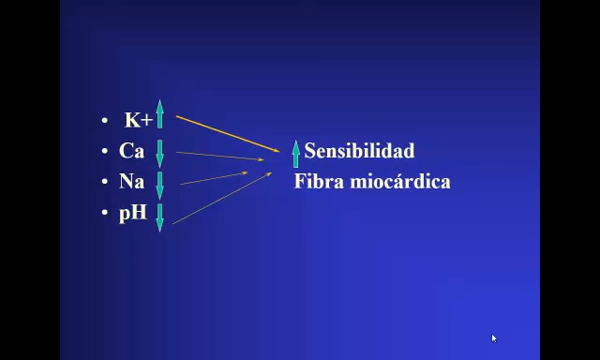 • K+ ↑
• Ca ↓
• Na ↓
• pH ↓
↑ Sensibilidad
Fibra miocárdica